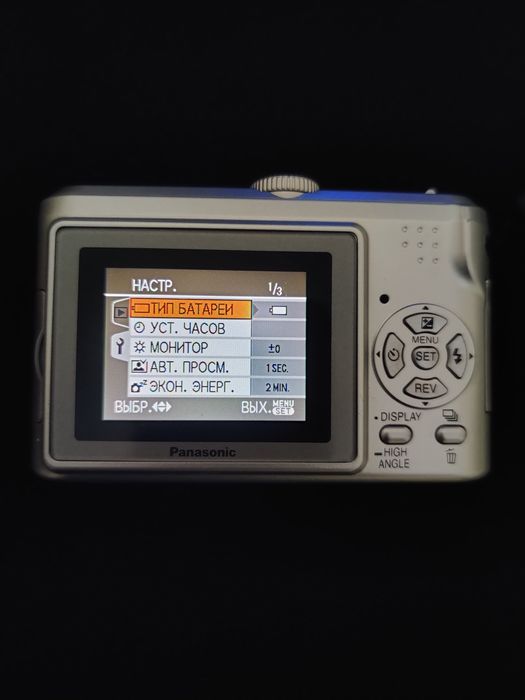 НАСТР. 1/3
ТИП БАТАРЕИ
УСТ. ЧАСОВ
МОНИТОР ±0
АВТ. ПРОСМ. 1 SEC.
ЭКОН. ЭНЕРГ. 2 MIN.
ВЫБР. ВЫХ. MENU SET
Panasonic
MENU
SET
REV
DISPLAY
HIGH ANGLE